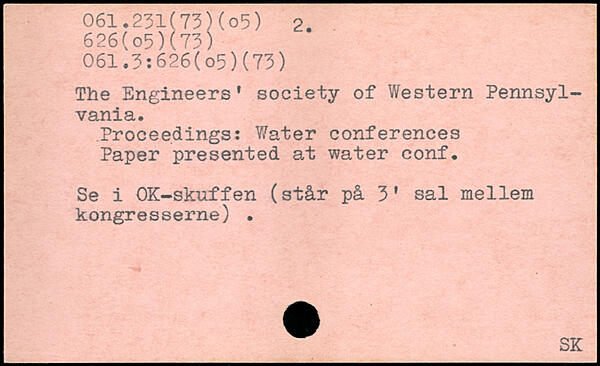 061.231(73)(o5)
2.
626(o5)(73)
061.3:626(o5)(73)
The Engineers' society of Western Pennsyl-
vania.
Proceedings: Water conferences
Paper presented at water conf.
Se i OK-skuffen (står på 3' sal mellem
kongresserne) .
SK